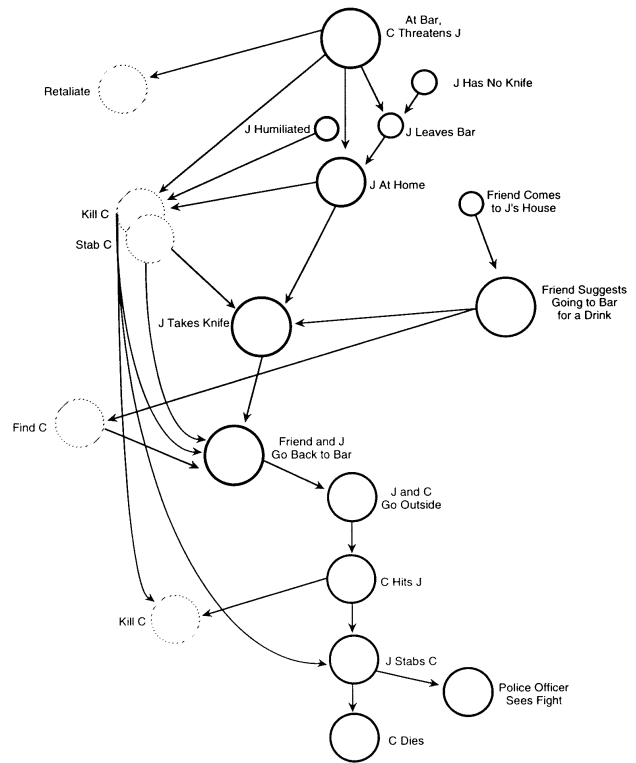 At Bar,
C Threatens J
Retaliate
J Has No Knife
J Humiliated
J Leaves Bar
J At Home
Friend Comes
to J's House
Kill C
Stab C
Friend Suggests
Going to Bar
for a Drink
J Takes Knife
Find C
Friend and J
Go Back to Bar
J and C
Go Outside
C Hits J
Kill C
J Stabs C
Police Officer
Sees Fight
C Dies